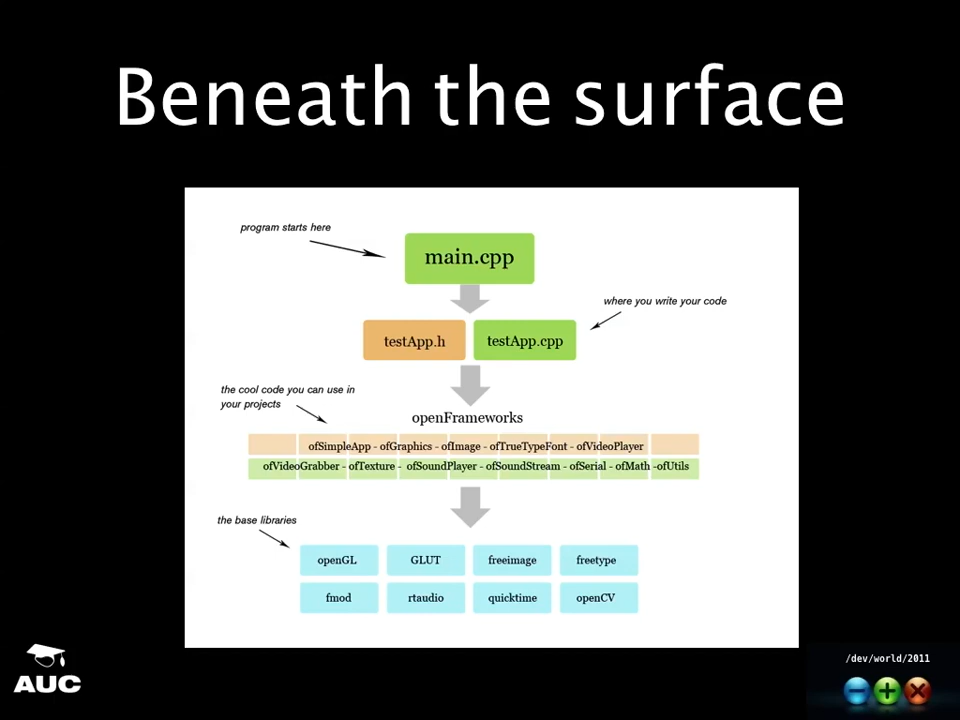 Beneath the surface
program starts here
main.cpp
where you write your code
testApp.h
testApp.cpp
the cool code you can use in
your projects
openFrameworks
ofSimpleApp - ofGraphics - ofImage - ofTrueTypeFont - ofVideoPlayer
ofVideoGrabber - ofTexture - ofSoundPlayer - ofSoundStream - ofSerial - ofMath -ofUtils
the base libraries
openGL
GLUT
freeimage
freetype
fmod
rtaudio
quicktime
openCV
AUC
/dev/world/2011